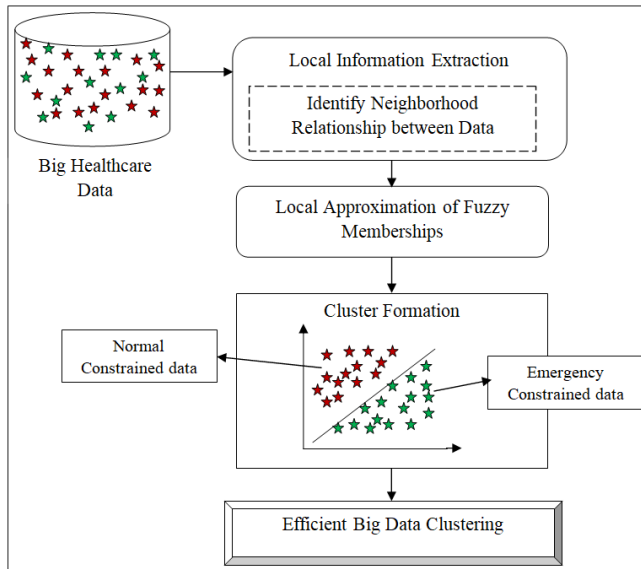 Local Information Extraction
Identify Neighborhood
Relationship between Data
Big Healthcare
Data
Local Approximation of Fuzzy
Memberships
Cluster Formation
Normal
Constrained data
Emergency
Constrained data
Efficient Big Data Clustering